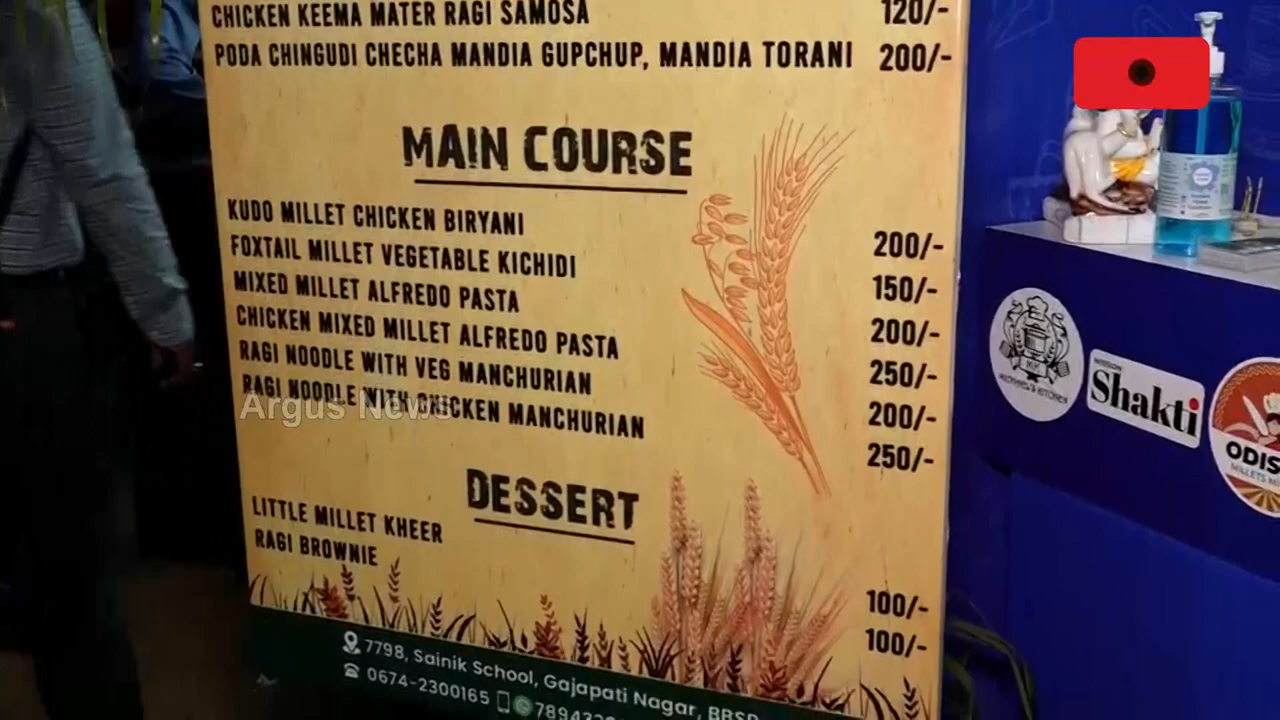 CHICKEN KEEMA MATER RAGI SAMOSA 120/-
PODA CHINGUDI CHECHA MANDIA GUPCHUP, MANDIA TORANI 200/-
MAIN COURSE
KUDO MILLET CHICKEN BIRYANI 200/-
FOXTAIL MILLET VEGETABLE KICHIDI 150/-
MIXED MILLET ALFREDO PASTA 200/-
CHICKEN MIXED MILLET ALFREDO PASTA 250/-
RAGI NOODLE WITH VEG MANCHURIAN 200/-
RAGI NOODLE WITH CHICKEN MANCHURIAN 250/-
Argus News
DESSERT
LITTLE MILLET KHEER 100/-
RAGI BROWNIE 100/-
7798, Sainik School, Gajapati Nagar, BBSR
0674-2300165
MISSION
Shakti
ODIS
MILLETS